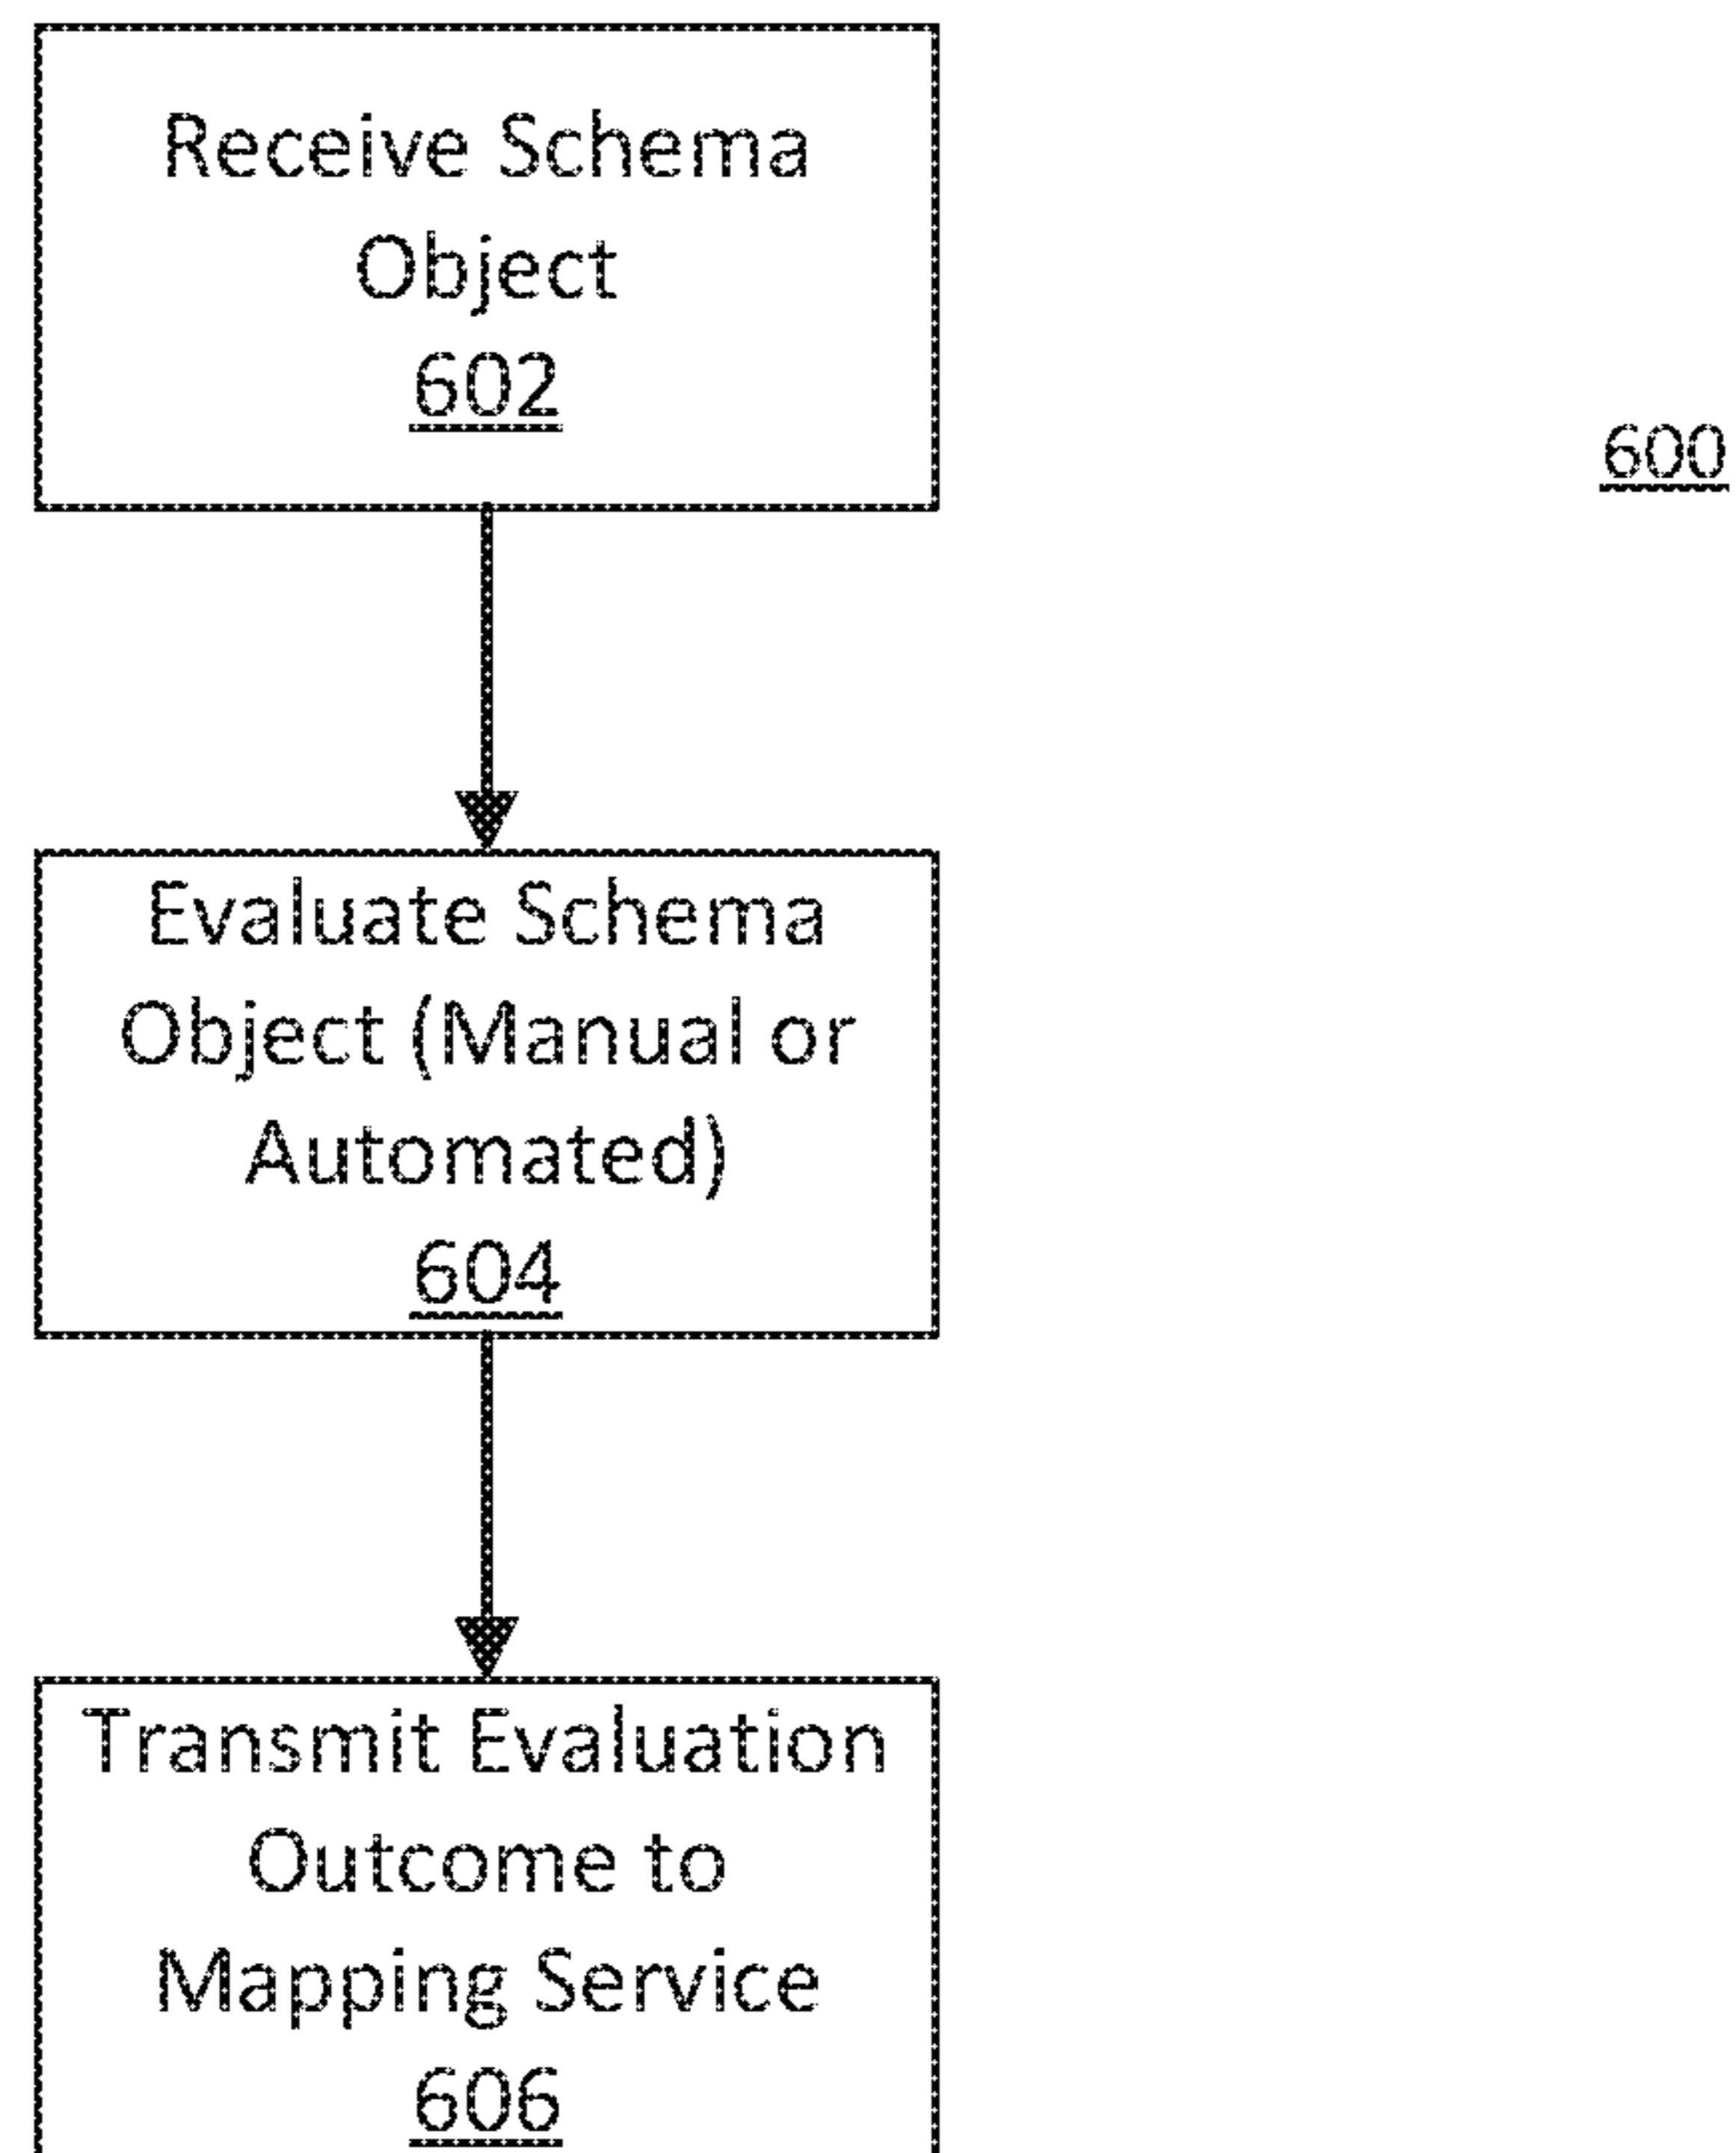 Receive Schema
Object
602
600
Evaluate Schema
Object (Manual or
Automated)
604
Transmit Evaluation
Outcome to
Mapping Service
606